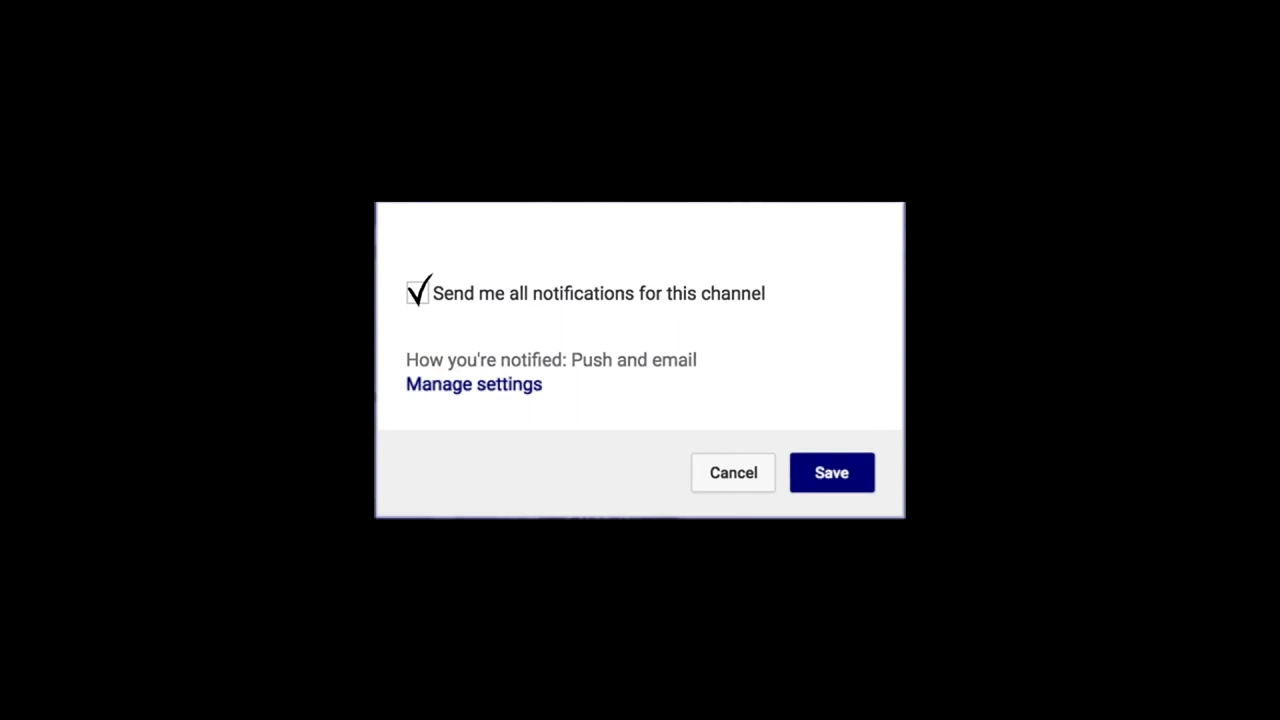 Send me all notifications for this channel
How you're notified: Push and email
Manage settings
Cancel
Save